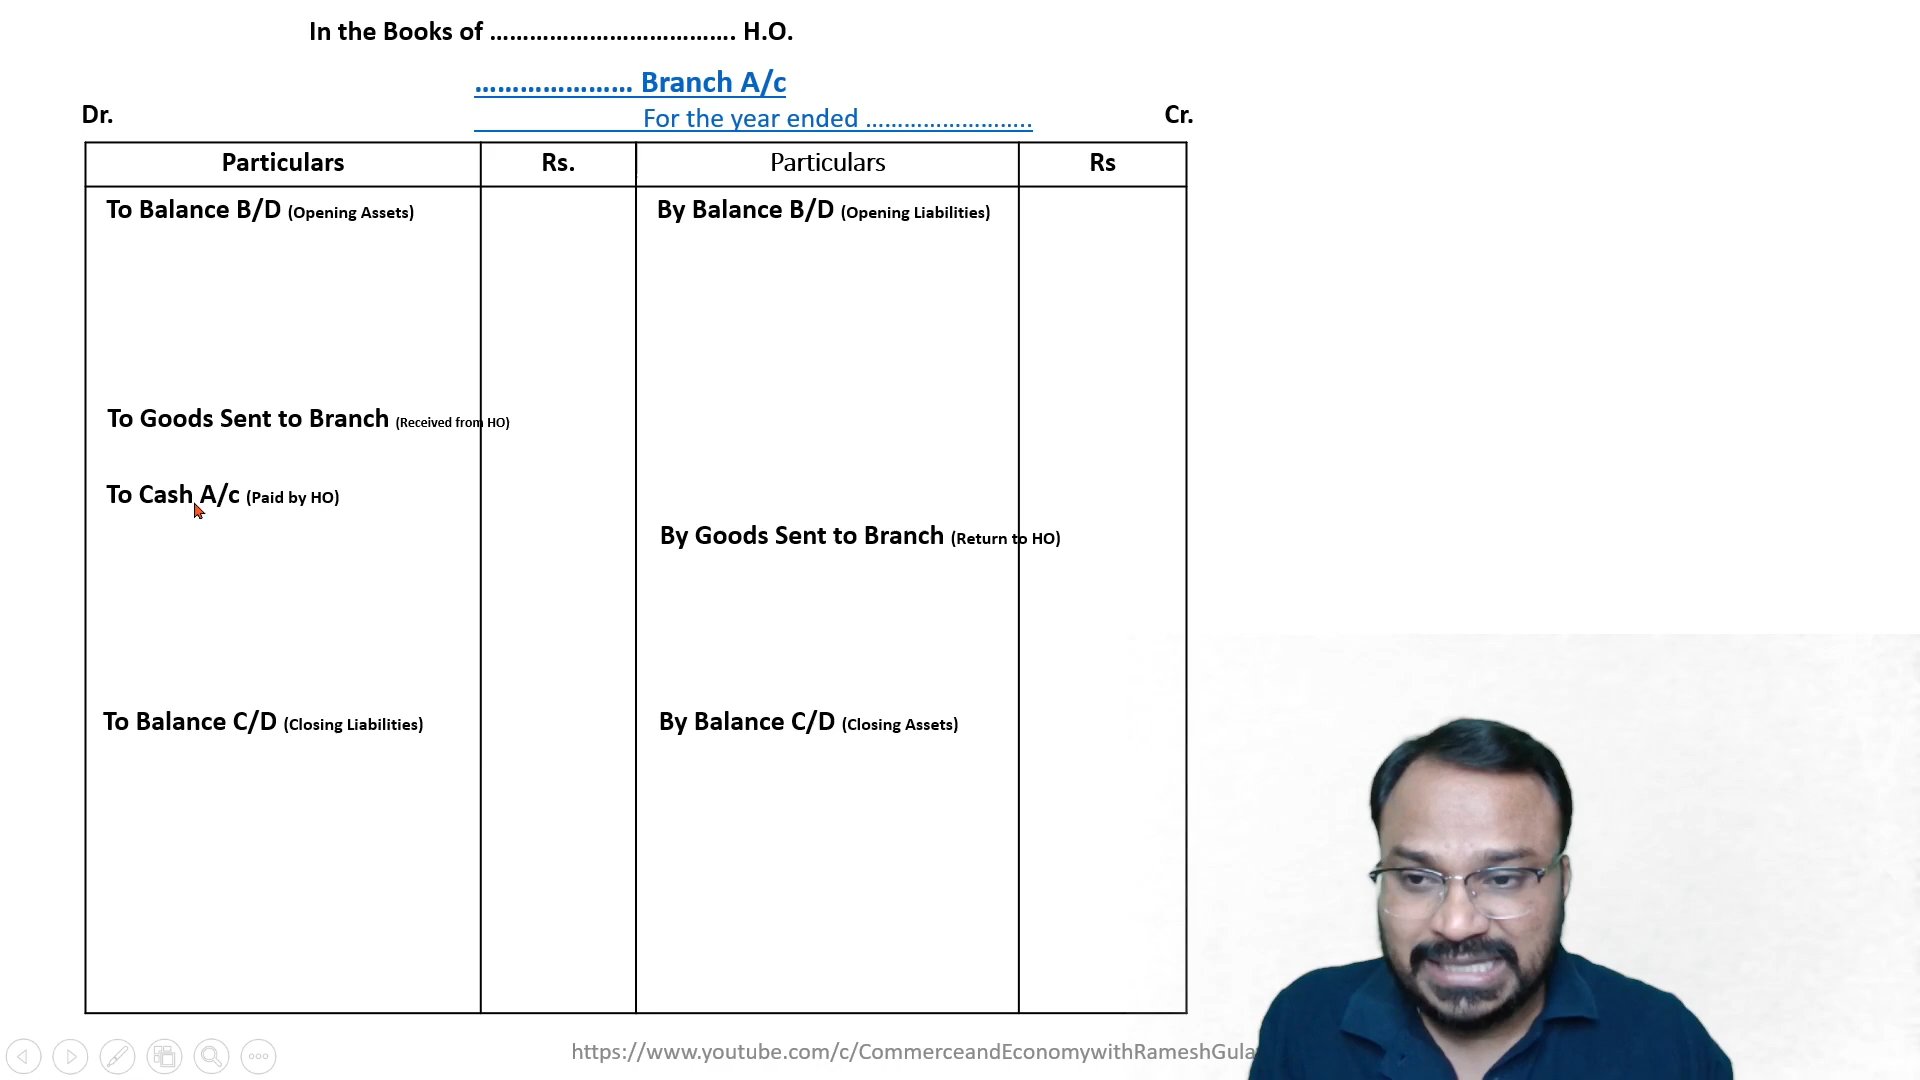 In the Books of ………………………………. H.O.
………………… Branch A/c
Dr.
For the year ended ……………………..
Cr.
Particulars
Rs.
Particulars
Rs
To Balance B/D (Opening Assets)
By Balance B/D (Opening Liabilities)
To Goods Sent to Branch (Received from HO)
To Cash A/c (Paid by HO)
By Goods Sent to Branch (Return to HO)
To Balance C/D (Closing Liabilities)
By Balance C/D (Closing Assets)
https://www.youtube.com/c/CommerceandEconomywithRameshGula